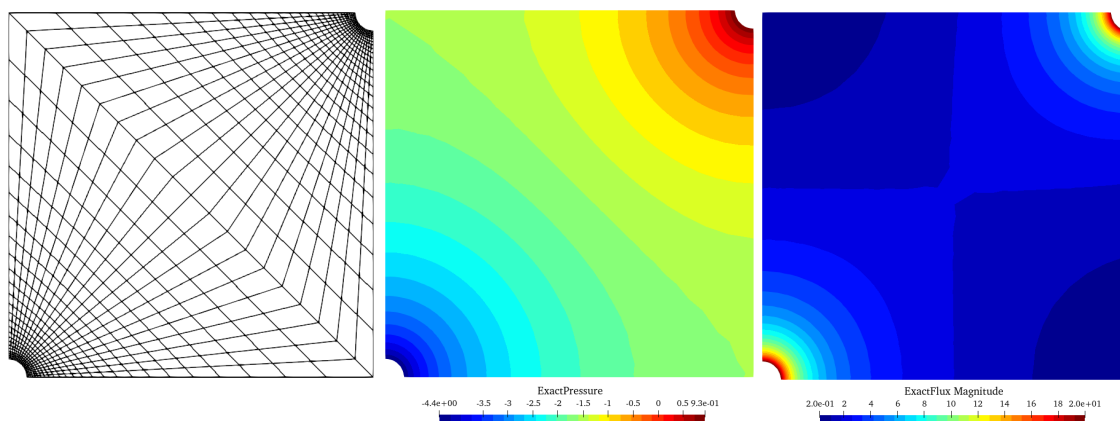 ExactPressure
-4.4e+00 -3.5 -3 -2.5 -2 -1.5 -1 -0.5 0 0.5 9.3e-01
ExactFlux Magnitude
2.0e-01 2 4 6 8 10 12 14 16 18 2.0e+01